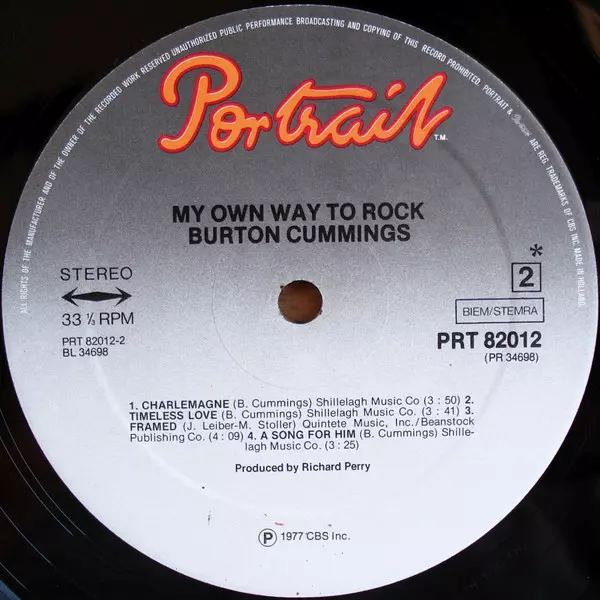 ALL RIGHTS OF THE MANUFACTURER AND OF THE OWNER OF THE RECORDED WORK RESERVED UNAUTHORIZED PUBLIC PERFORMANCE BROADCASTING AND COPYING OF THIS RECORD PROHIBITED. PORTRAIT & ARE REG. TRADEMARKS OF CBS INC. MADE IN HOLLAND.
Portrait T.M.
MY OWN WAY TO ROCK
BURTON CUMMINGS
STEREO
33 ⅓ RPM
PRT 82012-2
BL 34698
*
2
BIEM/STEMRA
PRT 82012
(PR 34698)
1. CHARLEMAGNE (B. Cummings) Shillelagh Music Co (3 : 50) 2.
TIMELESS LOVE (B. Cummings) Shillelagh Music Co. (3 : 41) 3.
FRAMED (J. Leiber-M. Stoller) Quintete Music, Inc./Beanstock
Publishing Co. (4 : 09) 4. A SONG FOR HIM (B. Cummings) Shille-
lagh Music Co. (3 : 25)
Produced by Richard Perry
℗ 1977 CBS Inc.